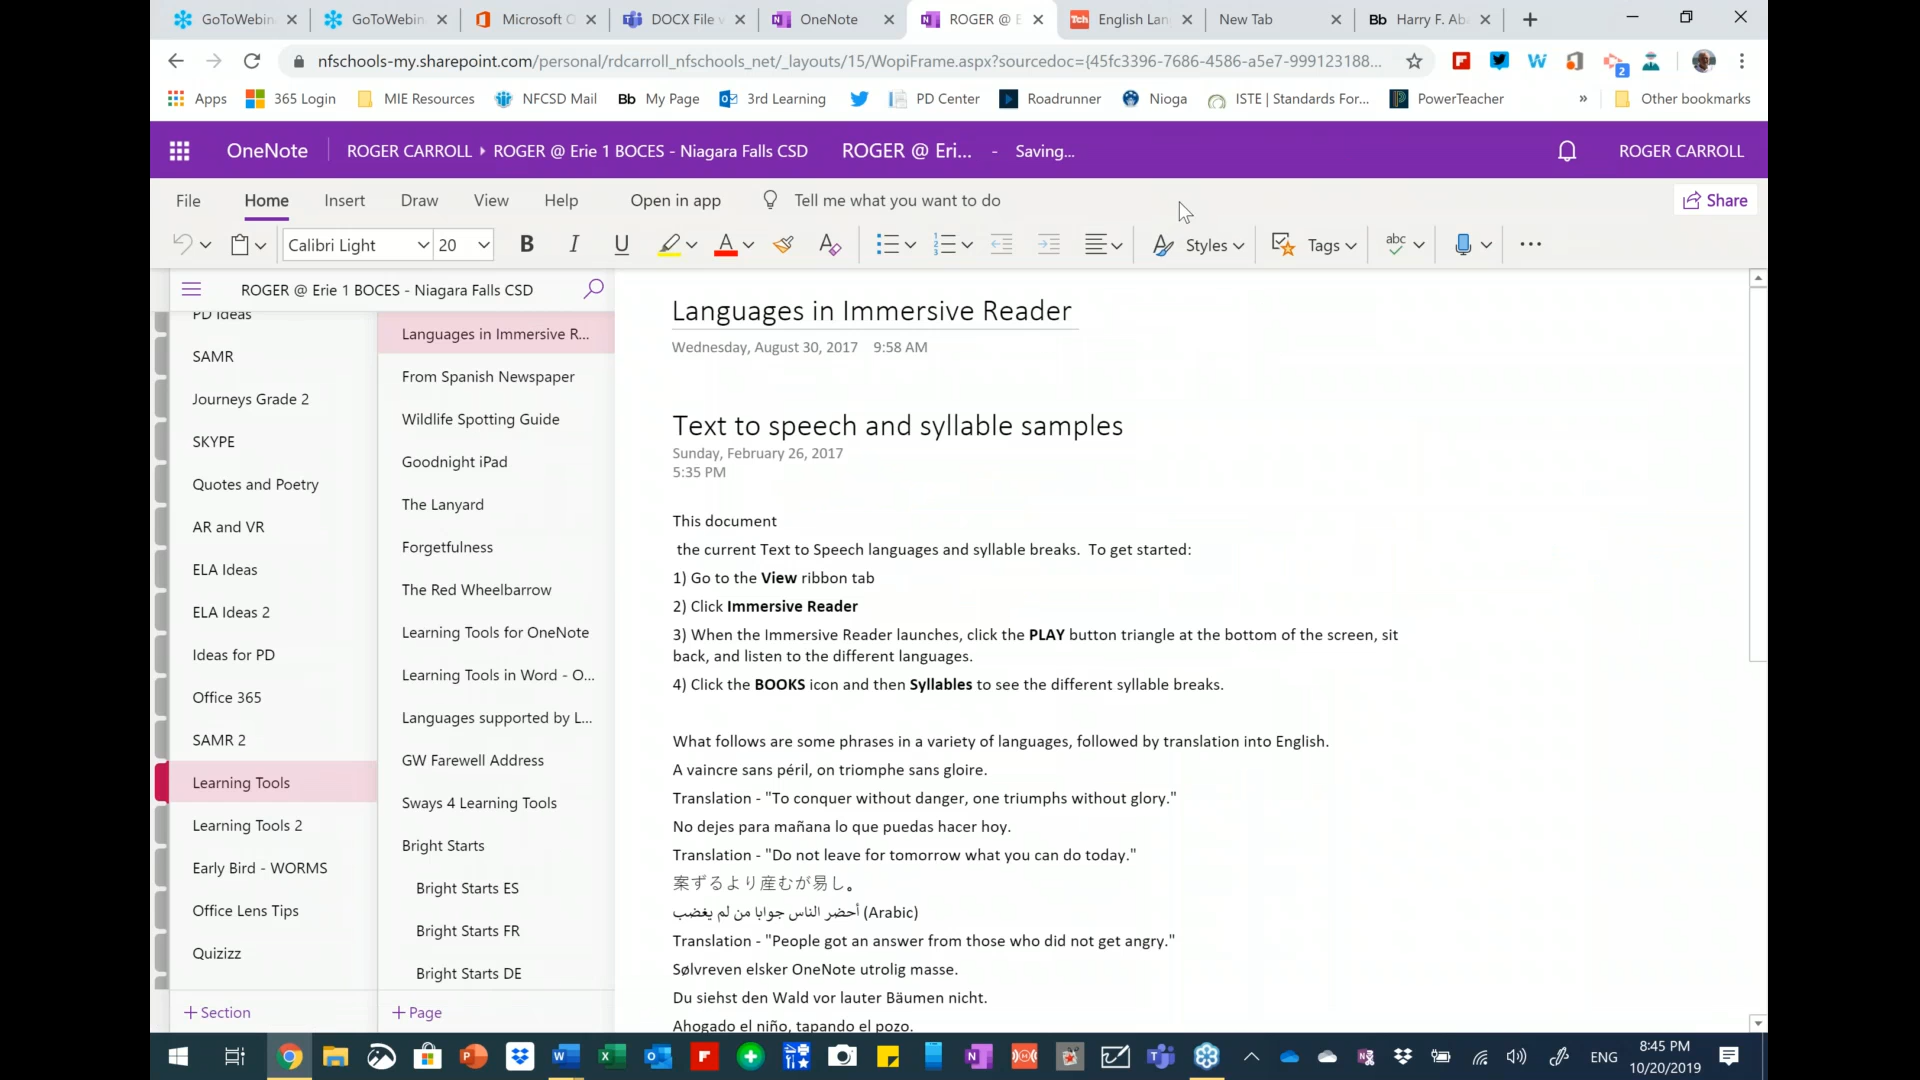 GoToWebin
GoToWebin
Microsoft O
DOCX File v
OneNote
ROGER @ E
English Lan
New Tab
Harry F. Ab
nfschools-my.sharepoint.com/personal/rdcarroll_nfschools_net/_layouts/15/WopiFrame.aspx?sourcedoc={45fc3396-7686-4586-a5e7-999123188...
2
Apps
365 Login
MIE Resources
NFCSD Mail
Bb My Page
3rd Learning
PD Center
Roadrunner
Nioga
ISTE | Standards For...
PowerTeacher
»
Other bookmarks
OneNote
ROGER CARROLL ▸ ROGER @ Erie 1 BOCES - Niagara Falls CSD
ROGER @ Eri... - Saving...
ROGER CARROLL
File
Home
Insert
Draw
View
Help
Open in app
Tell me what you want to do
Share
Calibri Light
20
B
I
U
A
Styles
Tags
abc
ROGER @ Erie 1 BOCES - Niagara Falls CSD
PD Ideas
SAMR
Journeys Grade 2
SKYPE
Quotes and Poetry
AR and VR
ELA Ideas
ELA Ideas 2
Ideas for PD
Office 365
SAMR 2
Learning Tools
Learning Tools 2
Early Bird - WORMS
Office Lens Tips
Quizizz
+ Section
Languages in Immersive R...
From Spanish Newspaper
Wildlife Spotting Guide
Goodnight iPad
The Lanyard
Forgetfulness
The Red Wheelbarrow
Learning Tools for OneNote
Learning Tools in Word - O...
Languages supported by L...
GW Farewell Address
Sways 4 Learning Tools
Bright Starts
Bright Starts ES
Bright Starts FR
Bright Starts DE
+ Page
Languages in Immersive Reader
Wednesday, August 30, 2017 9:58 AM
Text to speech and syllable samples
Sunday, February 26, 2017
5:35 PM
This document
the current Text to Speech languages and syllable breaks. To get started:
1) Go to the View ribbon tab
2) Click Immersive Reader
3) When the Immersive Reader launches, click the PLAY button triangle at the bottom of the screen, sit
back, and listen to the different languages.
4) Click the BOOKS icon and then Syllables to see the different syllable breaks.
What follows are some phrases in a variety of languages, followed by translation into English.
A vaincre sans péril, on triomphe sans gloire.
Translation - "To conquer without danger, one triumphs without glory."
No dejes para mañana lo que puedas hacer hoy.
Translation - "Do not leave for tomorrow what you can do today."
案ずるより産むが易し。
أحضر الناس جوابا من لم يغضب (Arabic)
Translation - "People got an answer from those who did not get angry."
Sølvreven elsker OneNote utrolig masse.
Du siehst den Wald vor lauter Bäumen nicht.
Ahogado el niño, tapando el pozo.
ENG
8:45 PM
10/20/2019